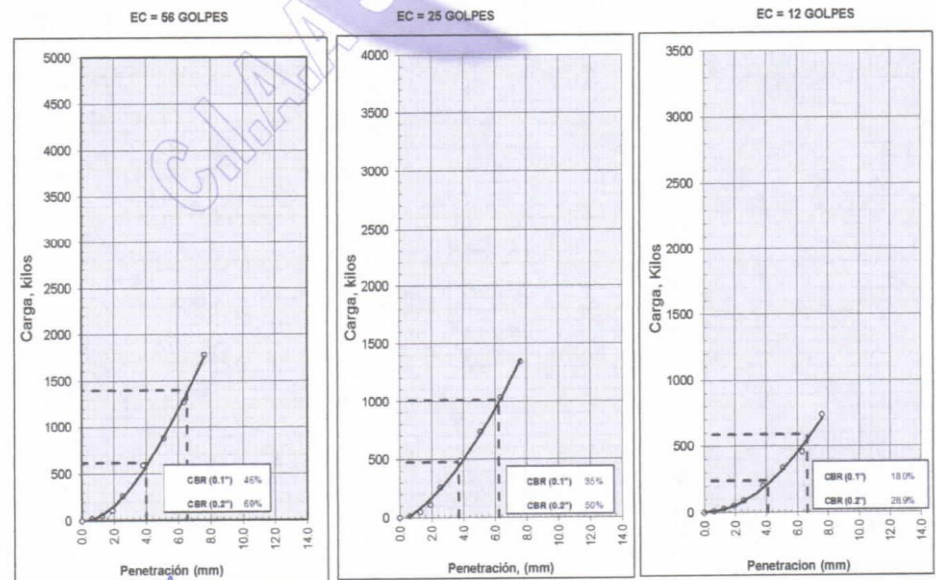 EC = 56 GOLPES
5000
4500
4000
3500
3000
2500
2000
1500
1000
500
0
Carga, kilos
0.0 2.0 4.0 6.0 8.0 10.0 12.0 14.0
Penetración (mm)
CBR (0.1") 46%
CBR (0.2") 69%
EC = 25 GOLPES
4000
3500
3000
2500
2000
1500
1000
500
0
Carga, kilos
0.0 2.0 4.0 6.0 8.0 10.0 12.0 14.0
Penetración, (mm)
CBR (0.1") 35%
CBR (0.2") 50%
EC = 12 GOLPES
3500
3000
2500
2000
1500
1000
500
0
Carga, Kilos
0.0 2.0 4.0 6.0 8.0 10.0 12.0 14.0
Penetracion (mm)
CBR (0.1") 18.0%
CBR (0.2") 28.9%